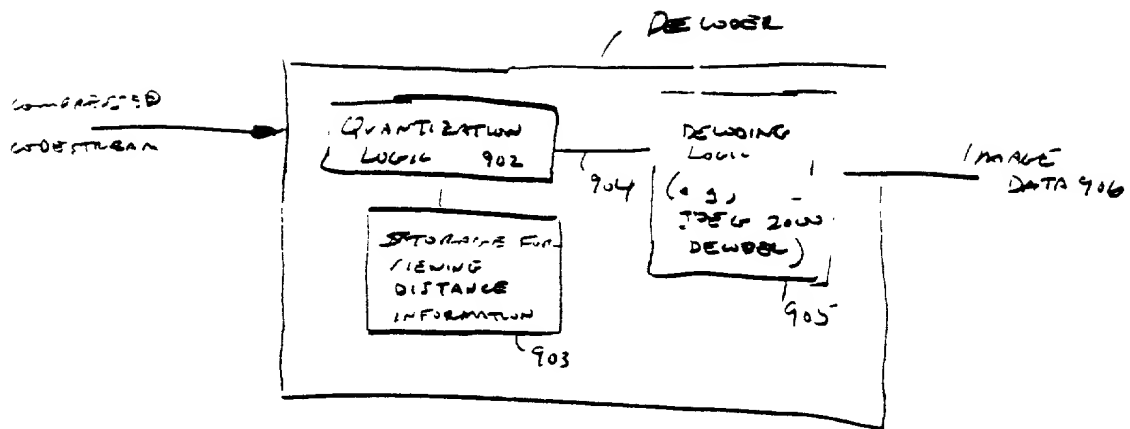 DECODER
COMPRESSED
CODESTREAM
QUANTIZATION
LOGIC 902
904
STORAGE FOR
VIEWING
DISTANCE
INFORMATION
903
DECODING
LOGIC
(e.g.,
JPEG 2000
DECODER)
905
IMAGE
DATA 906